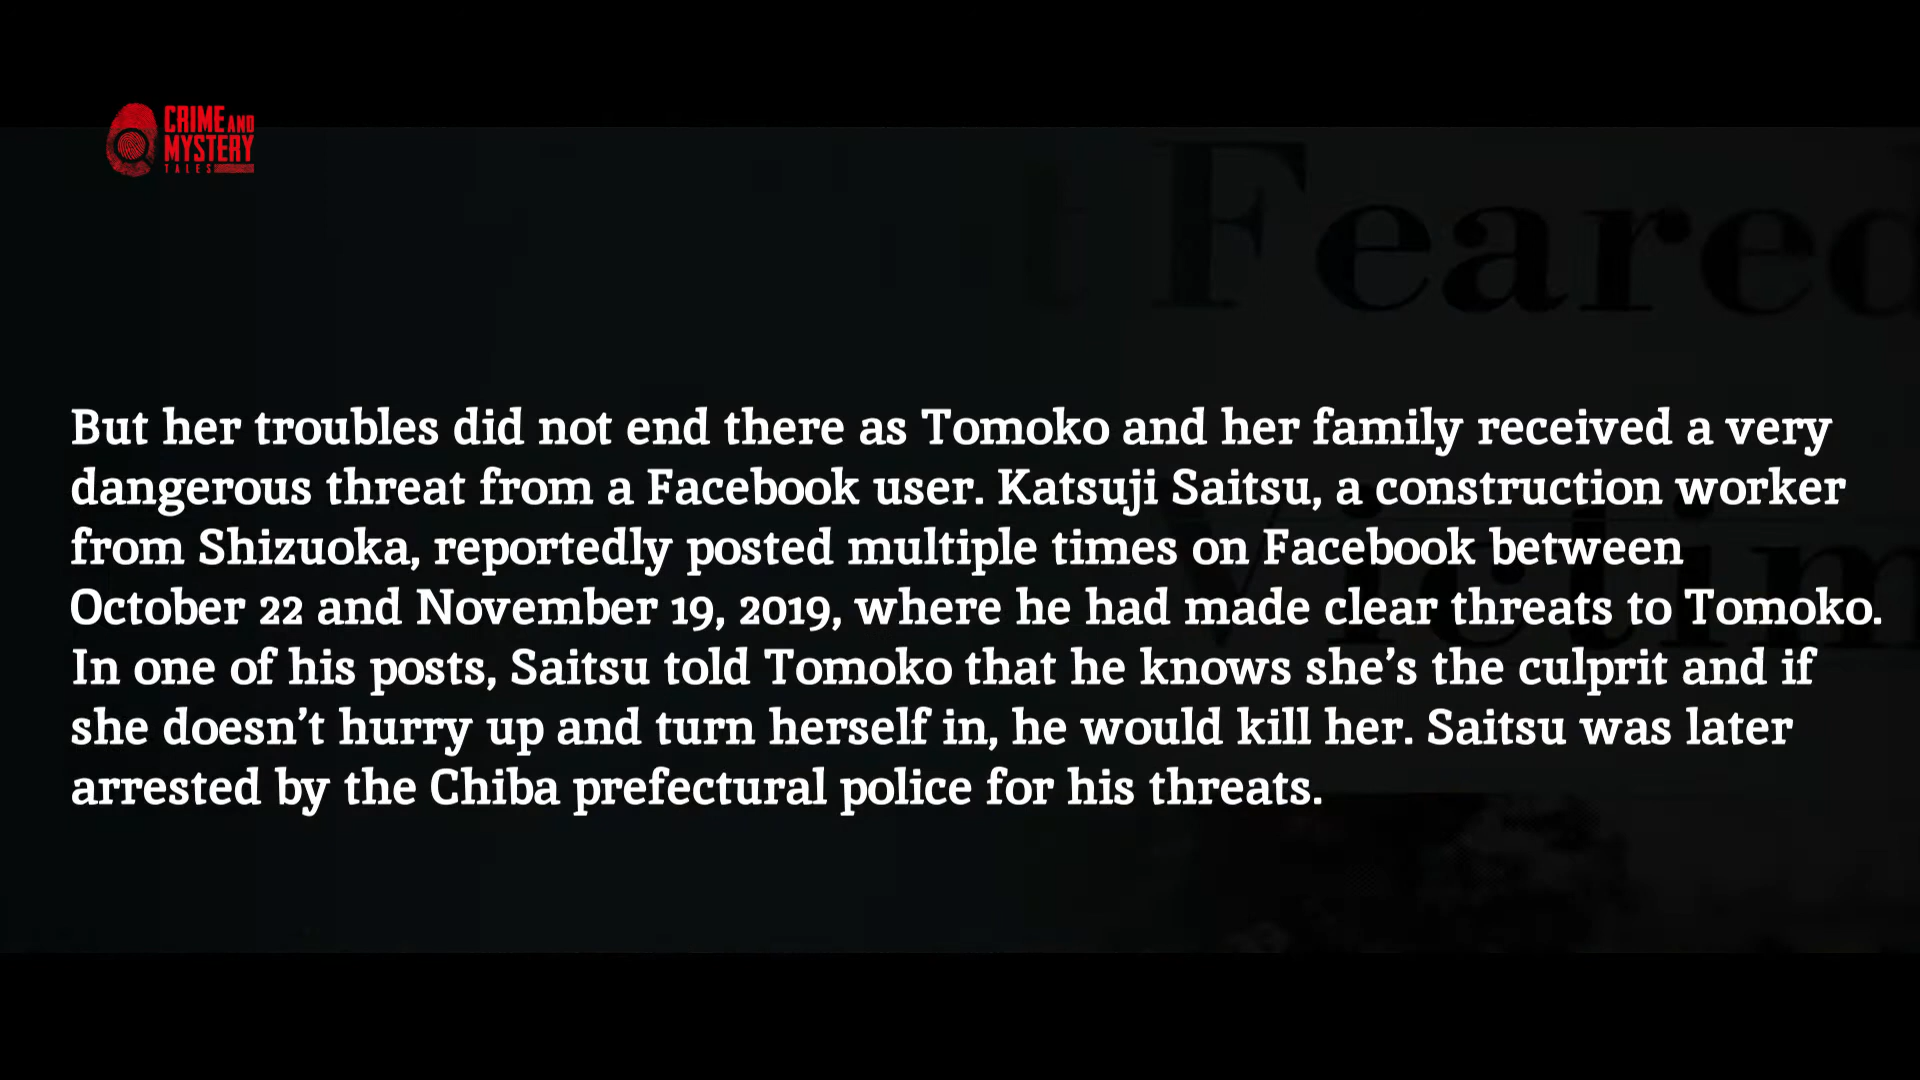 CRIME AND
MYSTERY
TALES
t Feared
Victim
But her troubles did not end there as Tomoko and her family received a very
dangerous threat from a Facebook user. Katsuji Saitsu, a construction worker
from Shizuoka, reportedly posted multiple times on Facebook between
October 22 and November 19, 2019, where he had made clear threats to Tomoko.
In one of his posts, Saitsu told Tomoko that he knows she’s the culprit and if
she doesn’t hurry up and turn herself in, he would kill her. Saitsu was later
arrested by the Chiba prefectural police for his threats.